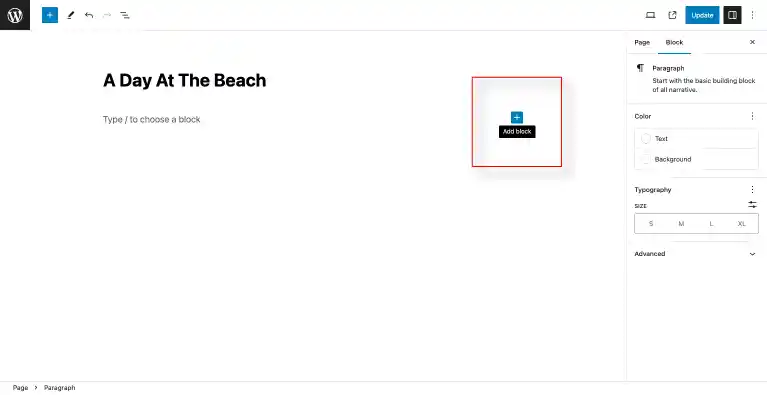 Update
Page
Block
A Day At The Beach
Paragraph
Start with the basic building block
of all narrative.
Type / to choose a block
Add block
Color
Text
Background
Typography
SIZE
S
M
L
XL
Advanced
Page > Paragraph